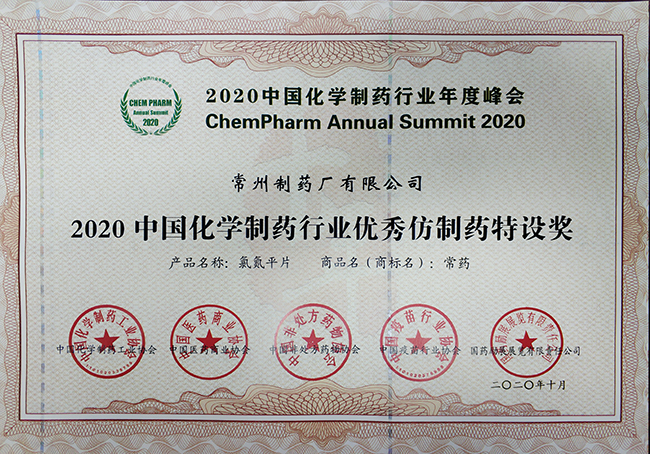 CHEM PHARM
Annual Summit
2020
2020中国化学制药行业年度峰会
ChemPharm Annual Summit 2020
常州制药厂有限公司
2020 中国化学制药行业优秀仿制药特设奖
产品名称：氯氮平片 商品名（商标名）：常药
中国化学制药工业协会 中国医药商业协会 中国非处方药物协会 中国疫苗行业协会 国药励展展览有限责任公司
二〇二〇年十月